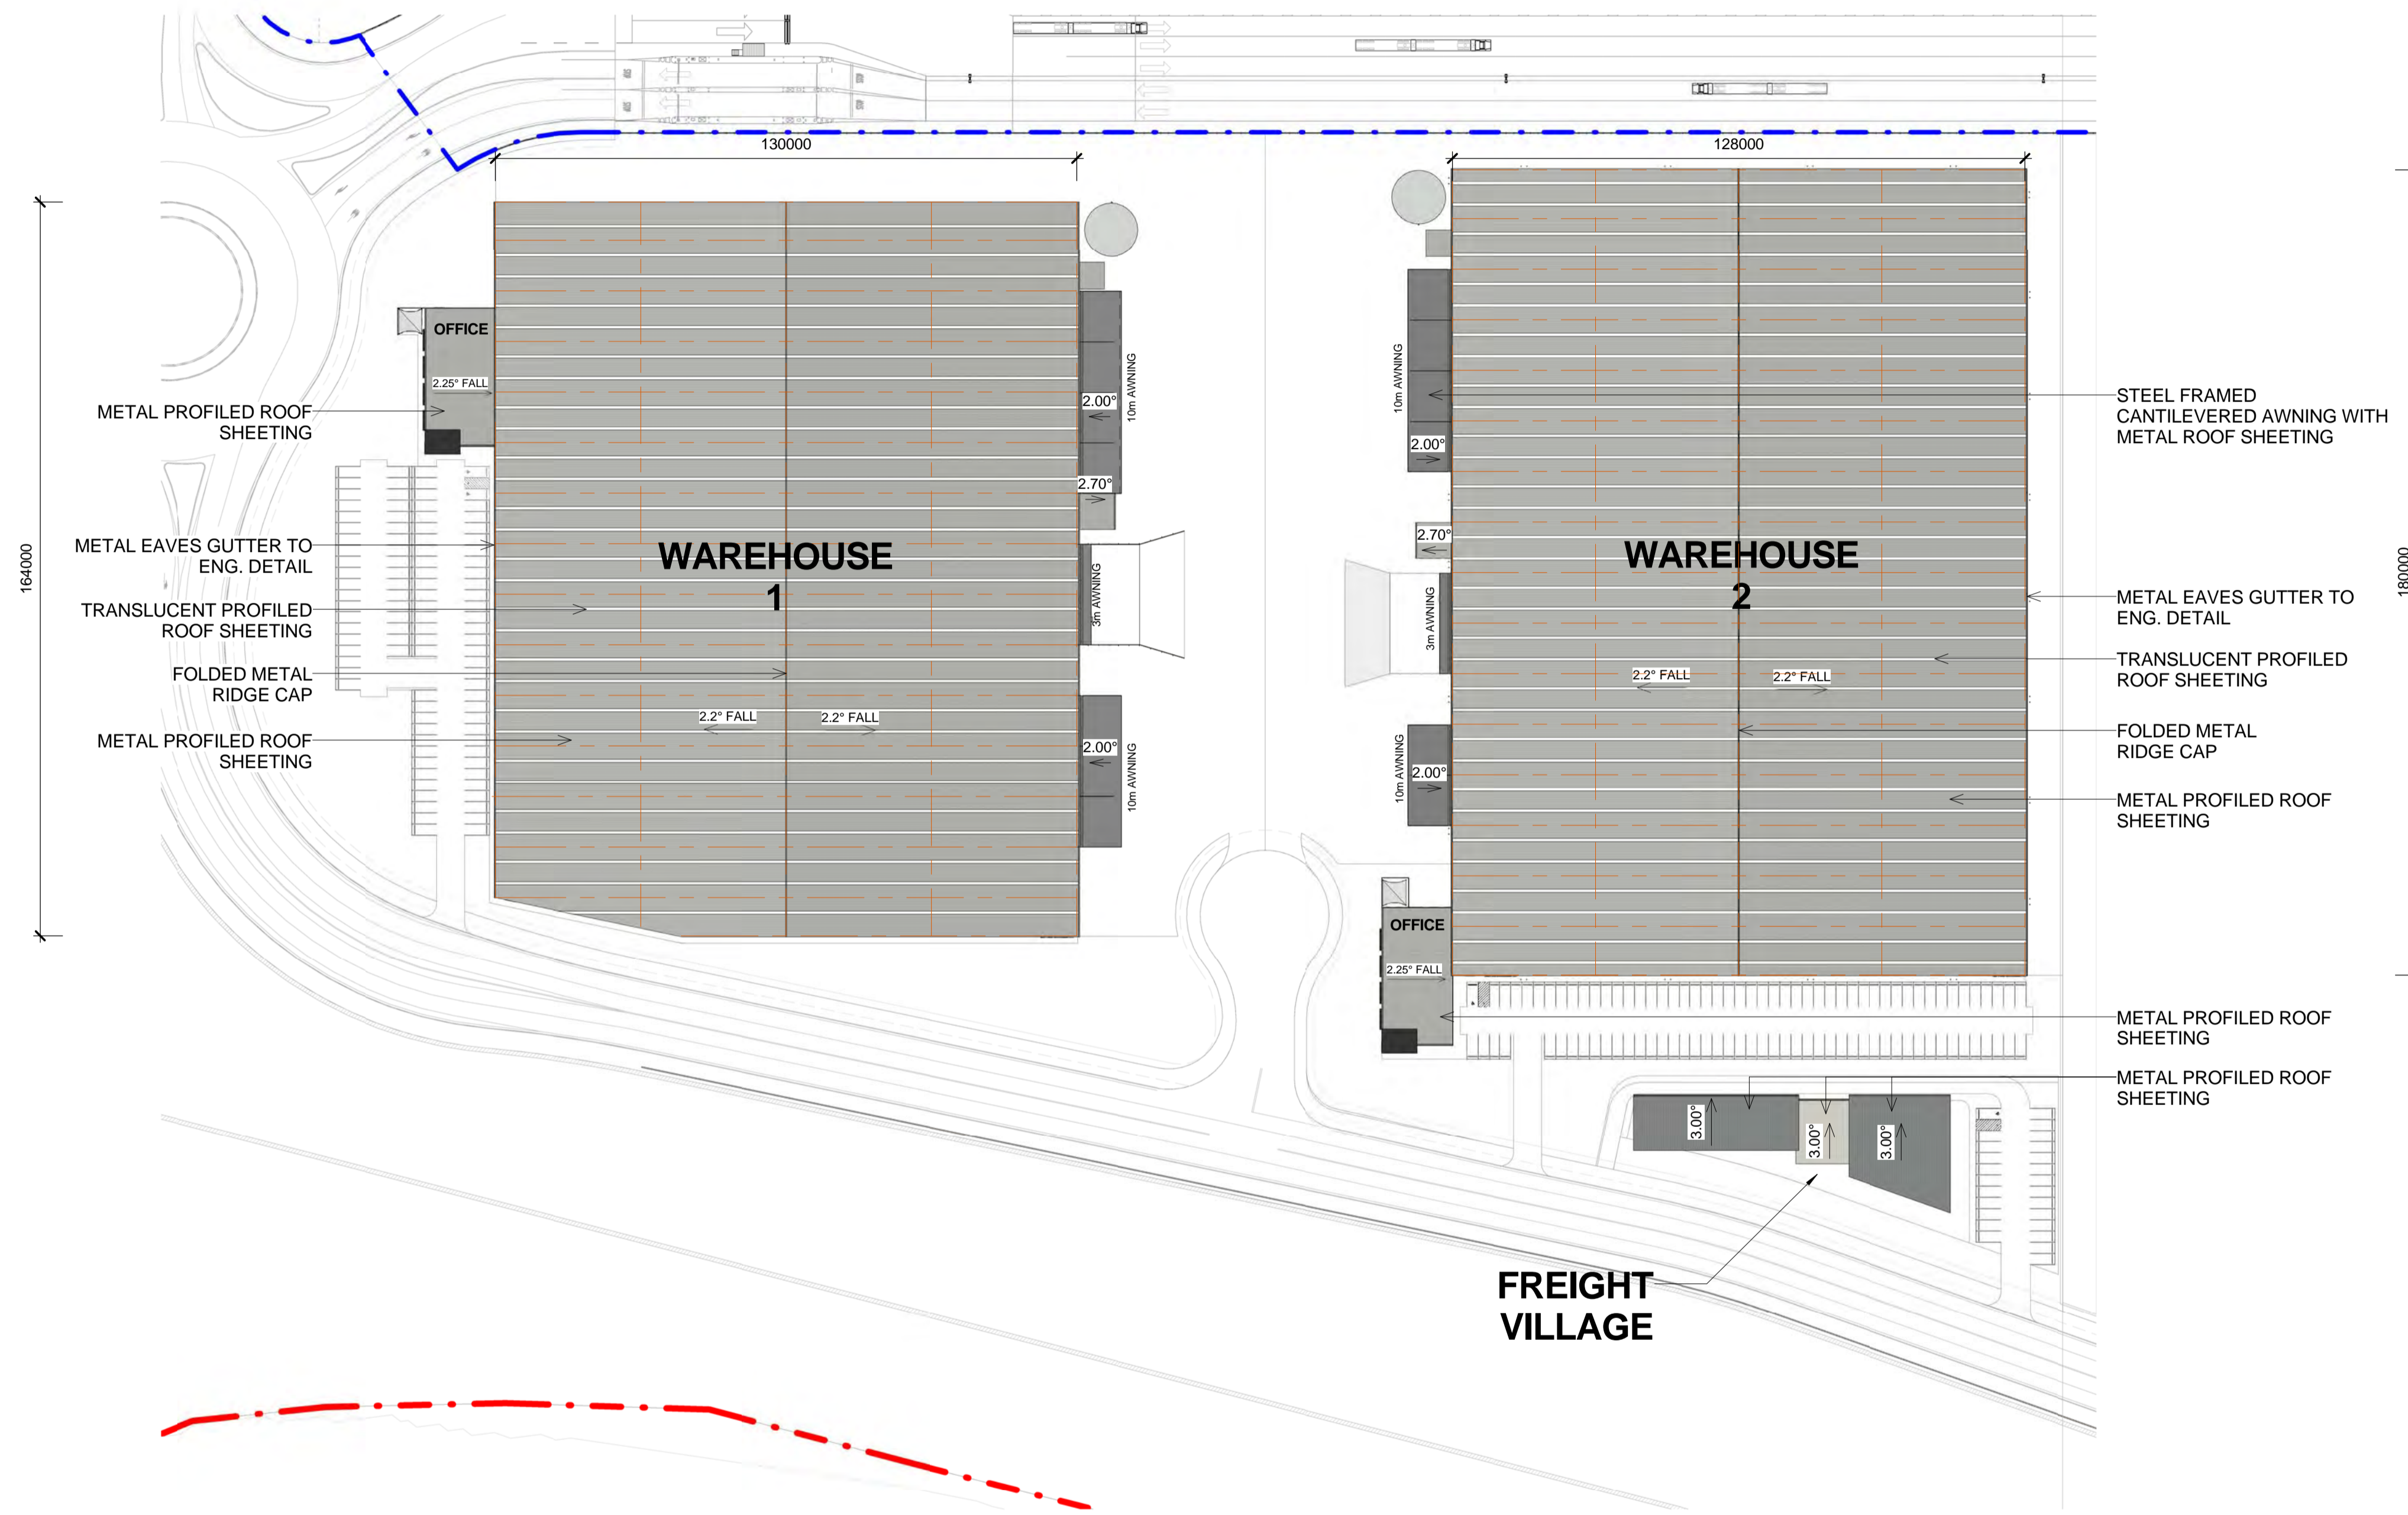 130000
128000
164000
180000
OFFICE
2.25° FALL
METAL PROFILED ROOF
SHEETING
METAL EAVES GUTTER TO
ENG. DETAIL
TRANSLUCENT PROFILED
ROOF SHEETING
FOLDED METAL
RIDGE CAP
METAL PROFILED ROOF
SHEETING
WAREHOUSE
1
2.2° FALL
2.2° FALL
10m AWNING
2.00°
2.70°
3m AWNING
2.00°
10m AWNING
10m AWNING
2.00°
2.70°
3m AWNING
10m AWNING
2.00°
WAREHOUSE
2
2.2° FALL
2.2° FALL
OFFICE
2.25° FALL
STEEL FRAMED
CANTILEVERED AWNING WITH
METAL ROOF SHEETING
METAL EAVES GUTTER TO
ENG. DETAIL
TRANSLUCENT PROFILED
ROOF SHEETING
FOLDED METAL
RIDGE CAP
METAL PROFILED ROOF
SHEETING
METAL PROFILED ROOF
SHEETING
METAL PROFILED ROOF
SHEETING
3.00°
3.00°
3.00°
FREIGHT
VILLAGE